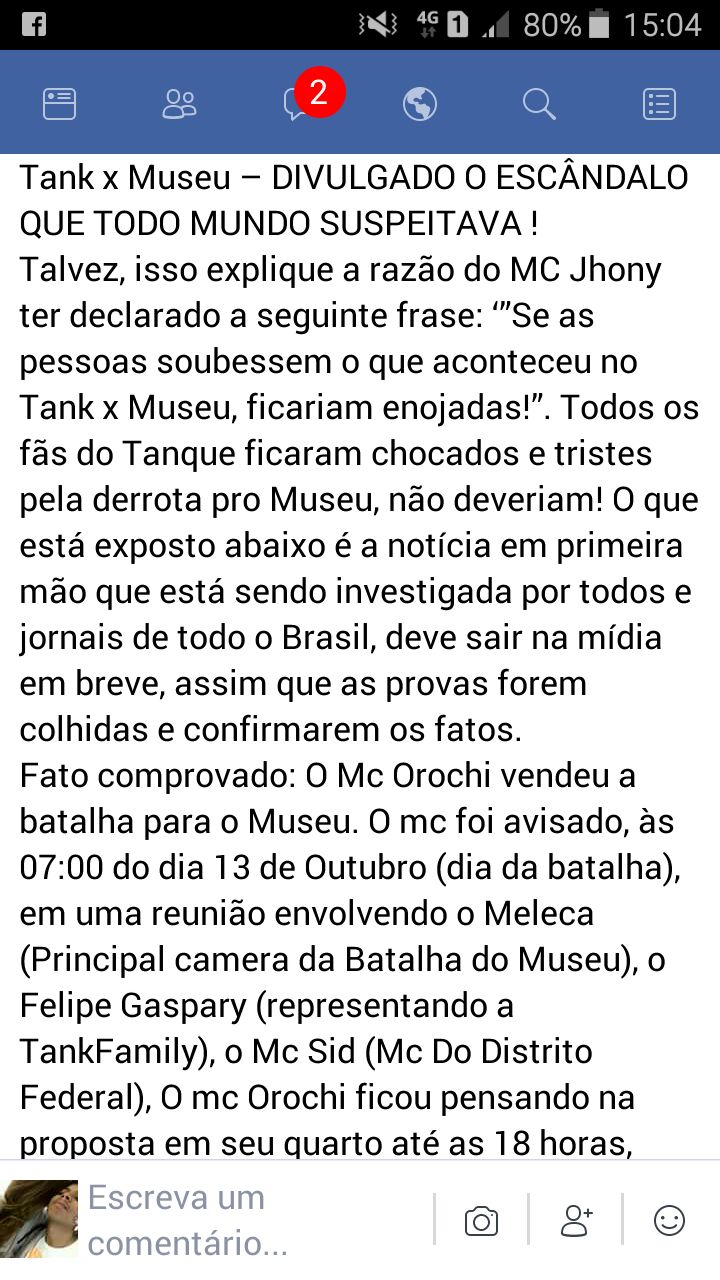 4G 1 80% 15:04
2
Tank x Museu – DIVULGADO O ESCÂNDALO
QUE TODO MUNDO SUSPEITAVA !
Talvez, isso explique a razão do MC Jhony
ter declarado a seguinte frase: ‘”Se as
pessoas soubessem o que aconteceu no
Tank x Museu, ficariam enojadas!”. Todos os
fãs do Tanque ficaram chocados e tristes
pela derrota pro Museu, não deveriam! O que
está exposto abaixo é a notícia em primeira
mão que está sendo investigada por todos e
jornais de todo o Brasil, deve sair na mídia
em breve, assim que as provas forem
colhidas e confirmarem os fatos.
Fato comprovado: O Mc Orochi vendeu a
batalha para o Museu. O mc foi avisado, às
07:00 do dia 13 de Outubro (dia da batalha),
em uma reunião envolvendo o Meleca
(Principal camera da Batalha do Museu), o
Felipe Gaspary (representando a
TankFamily), o Mc Sid (Mc Do Distrito
Federal), O mc Orochi ficou pensando na
proposta em seu quarto até as 18 horas,
Escreva um
comentário...